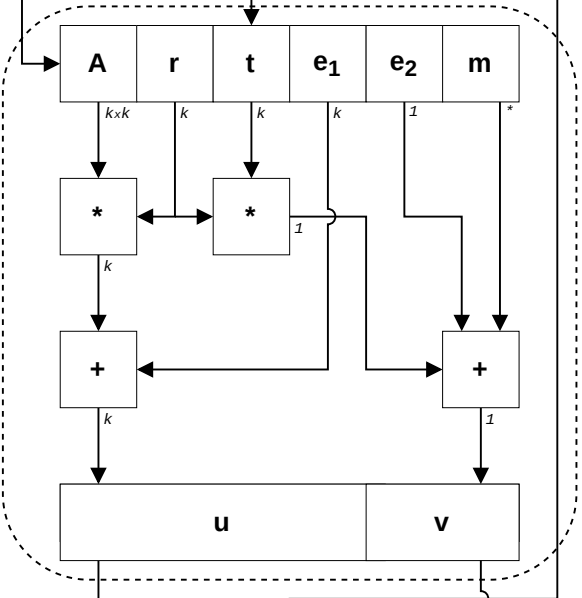 A r t e₁ e₂ m
k×k k k k 1 *
* * 1
k
+ +
k 1
u v